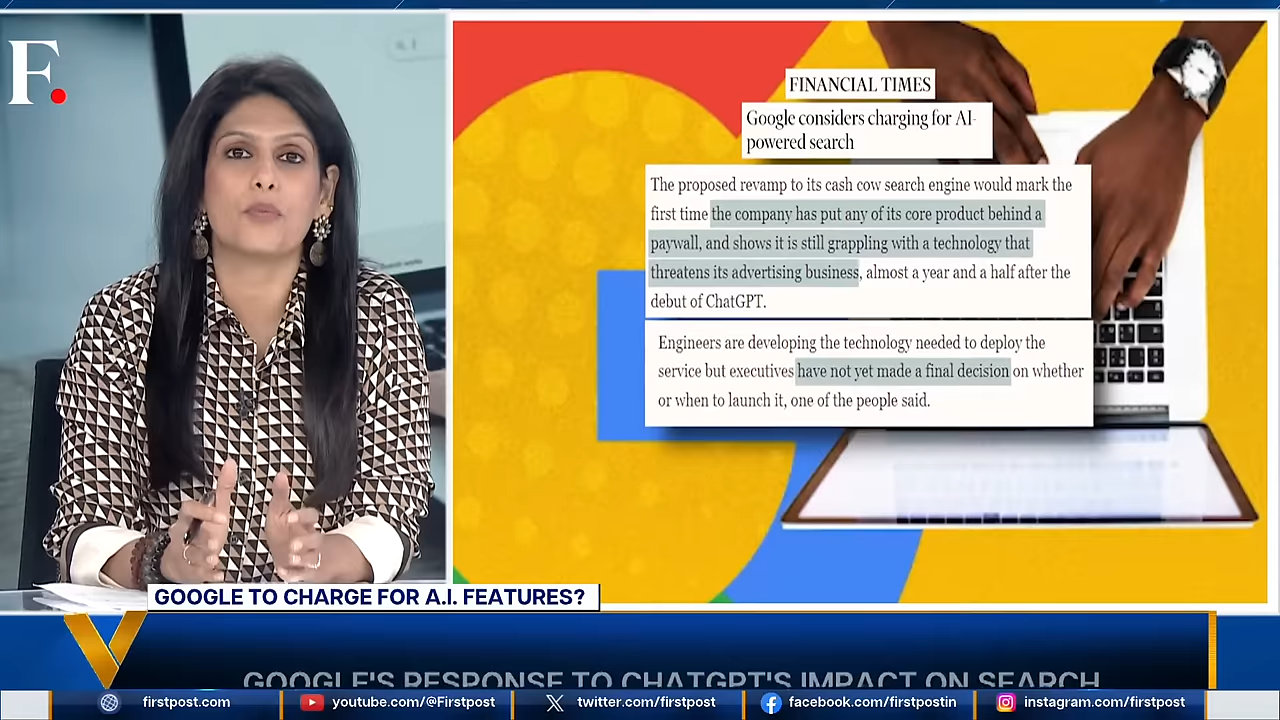 F.
FINANCIAL TIMES
Google considers charging for AI-
powered search
The proposed revamp to its cash cow search engine would mark the
first time the company has put any of its core product behind a
paywall, and shows it is still grappling with a technology that
threatens its advertising business, almost a year and a half after the
debut of ChatGPT.
Engineers are developing the technology needed to deploy the
service but executives have not yet made a final decision on whether
or when to launch it, one of the people said.
GOOGLE TO CHARGE FOR A.I. FEATURES?
V
GOOGLE'S RESPONSE TO CHATGPT'S IMPACT ON SEARCH
firstpost.com
youtube.com/@Firstpost
twitter.com/firstpost
facebook.com/firstpostin
instagram.com/firstpost